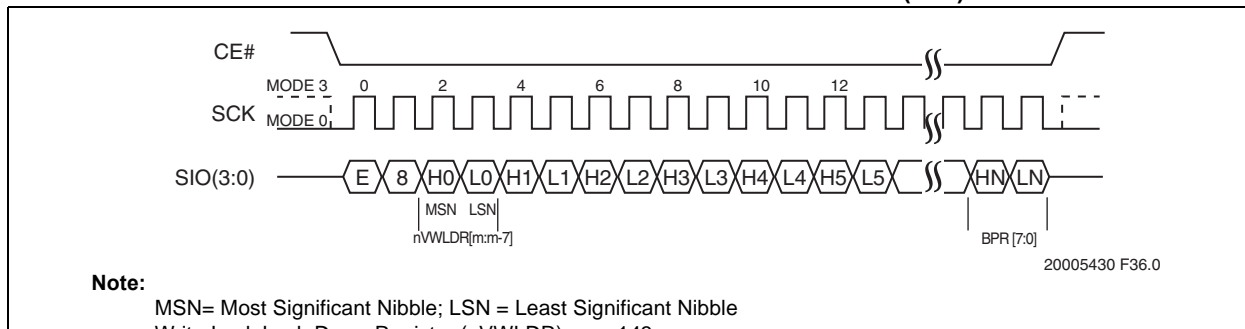 CE#
MODE 3 0 2 4 6 8 10 12
SCK
MODE 0
SIO(3:0) E 8 H0 L0 H1 L1 H2 L2 H3 L3 H4 L4 H5 L5 HN LN
MSN LSN
nVWLDR[m:m-7] BPR [7:0]
20005430 F36.0
Note:
MSN= Most Significant Nibble; LSN = Least Significant Nibble